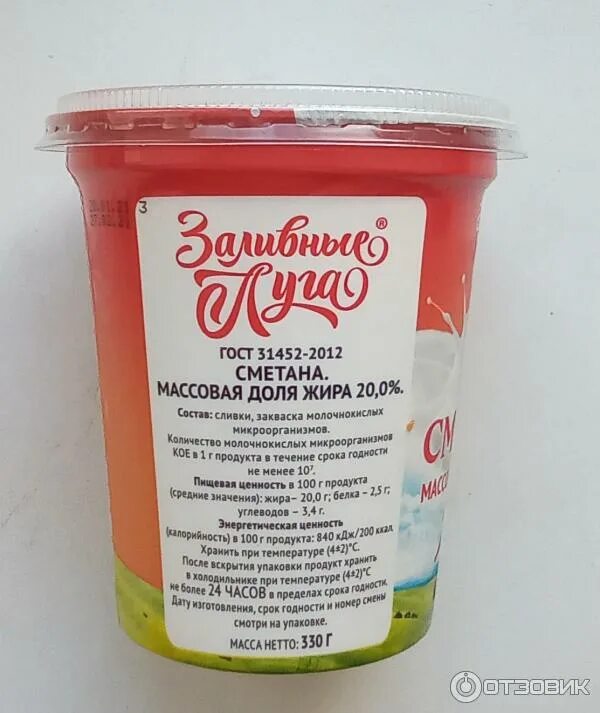 3
Заливные®
Луга
ГОСТ 31452-2012
СМЕТАНА.
МАССОВАЯ ДОЛЯ ЖИРА 20,0%.
Состав: сливки, закваска молочнокислых
микроорганизмов.
Количество молочнокислых микроорганизмов
КОЕ в 1 г продукта в течение срока годности
не менее 10⁷.
Пищевая ценность в 100 г продукта
(средние значения): жира– 20,0 г; белка – 2,5 г;
углеводов – 3,4 г.
Энергетическая ценность
(калорийность) в 100 г продукта: 840 кДж/200 ккал
Хранить при температуре (4±2)°С.
После вскрытия упаковки продукт хранить
в холодильнике при температуре (4±2)°С
не более 24 ЧАСОВ в пределах срока годности.
Дату изготовления, срок годности и номер смены
смотри на упаковке.
МАССА НЕТТО: 330 Г
СМ
МАССО
ОТЗОВИК